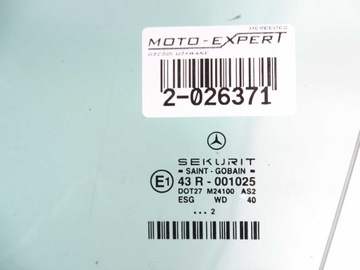 MERCEDES
MOTO-EXPERT
CZĘŚCI UŻYWANE
2-026371
SEKURIT
= SAINT - GOBAIN =
E1 43 R - 001025
DOT27 M24100 AS2
ESG WD 40
... 2